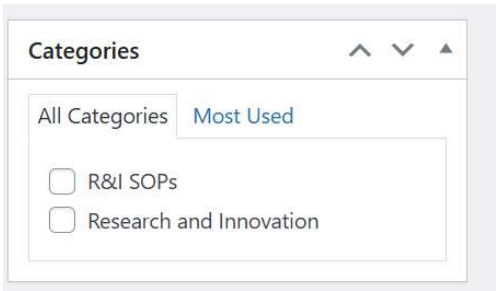 Categories
All Categories Most Used
R&I SOPs
Research and Innovation